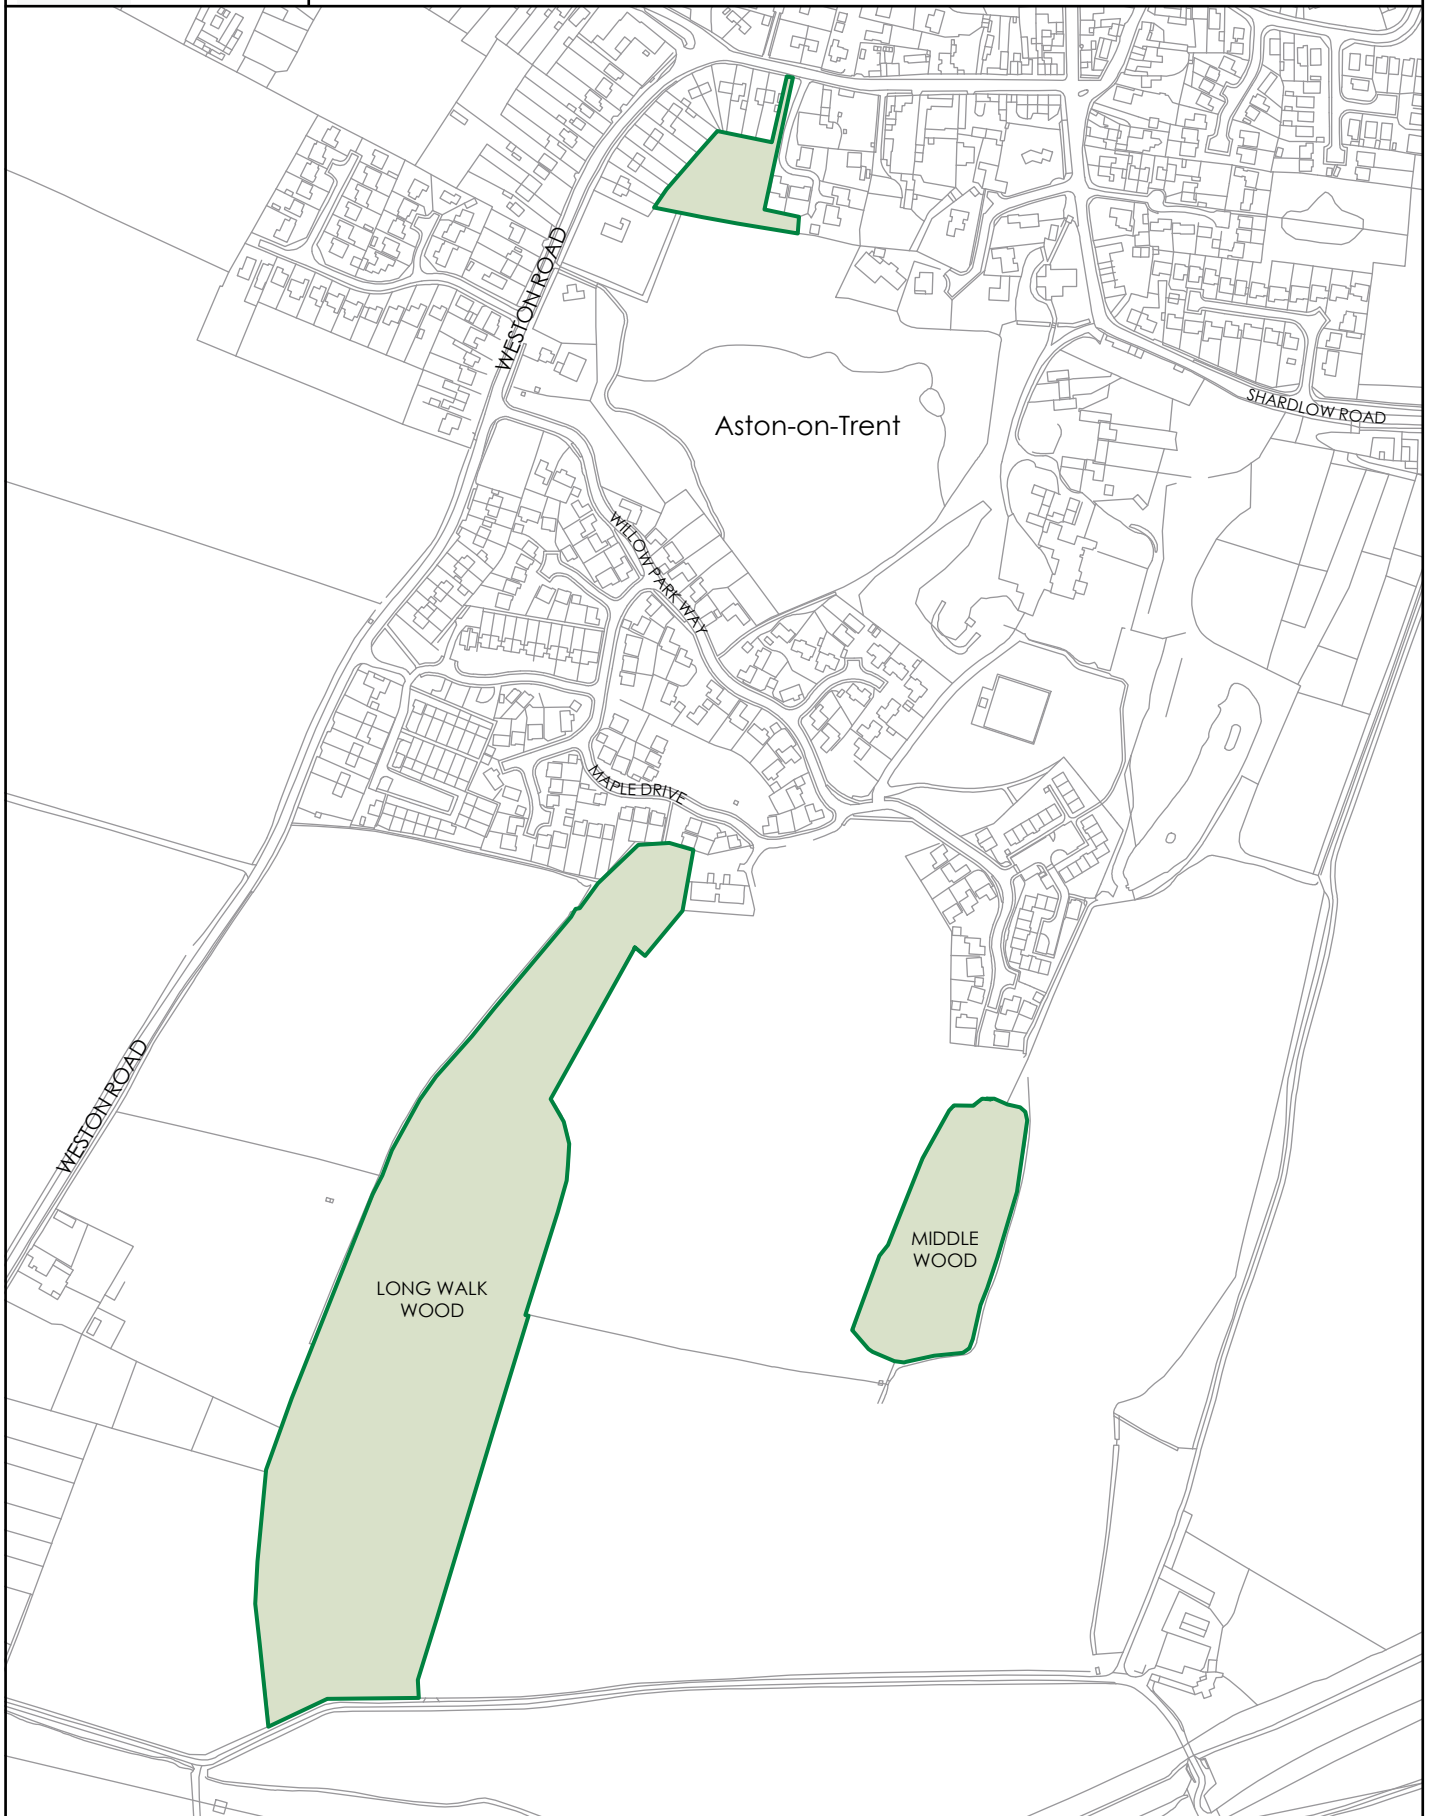 WESTON ROAD
Aston-on-Trent
SHARDLOW ROAD
WILLOW PARK WAY
MAPLE DRIVE
WESTON ROAD
MIDDLE
WOOD
LONG WALK
WOOD